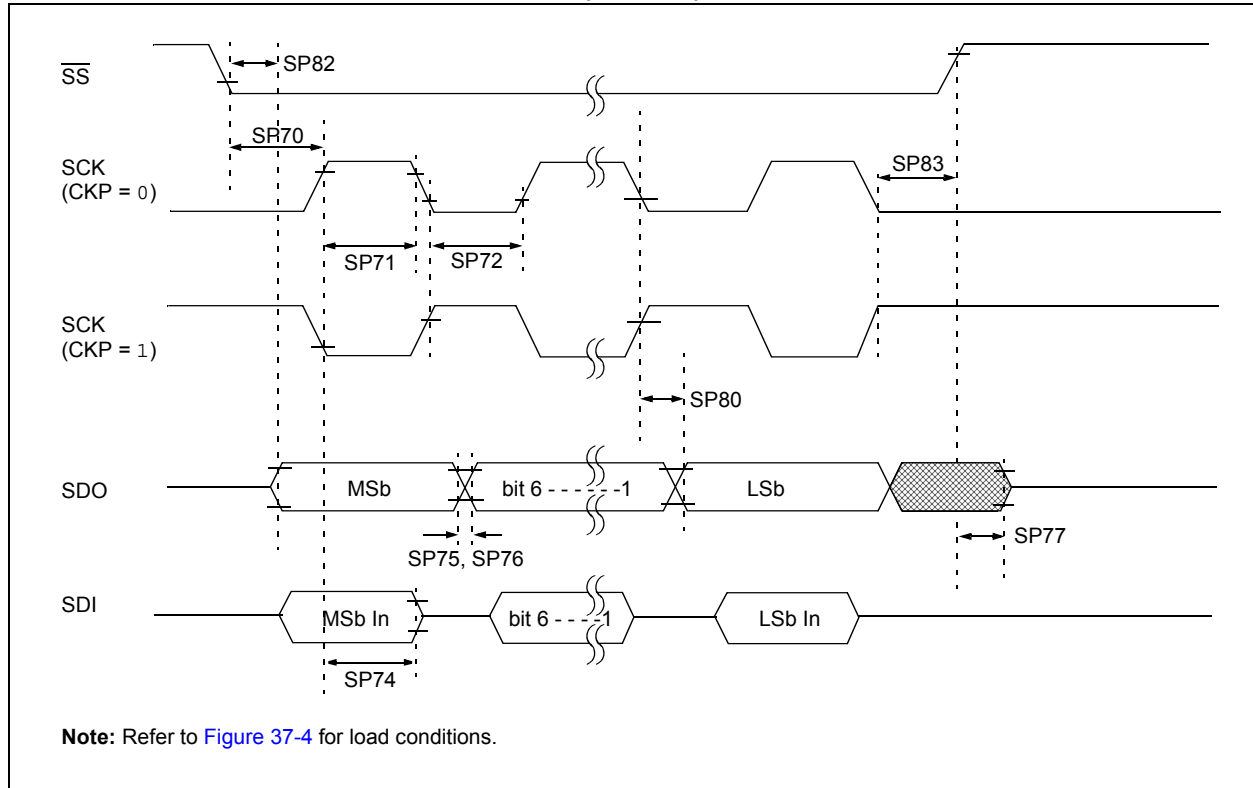 SS
SP82
SP70
SCK
(CKP = 0)
SP83
SP71
SP72
SCK
(CKP = 1)
SP80
SDO
MSb
bit 6 - - - - - -1
LSb
SP77
SP75, SP76
SDI
MSb In
bit 6 - - - -1
LSb In
SP74
Note: Refer to Figure 37-4 for load conditions.